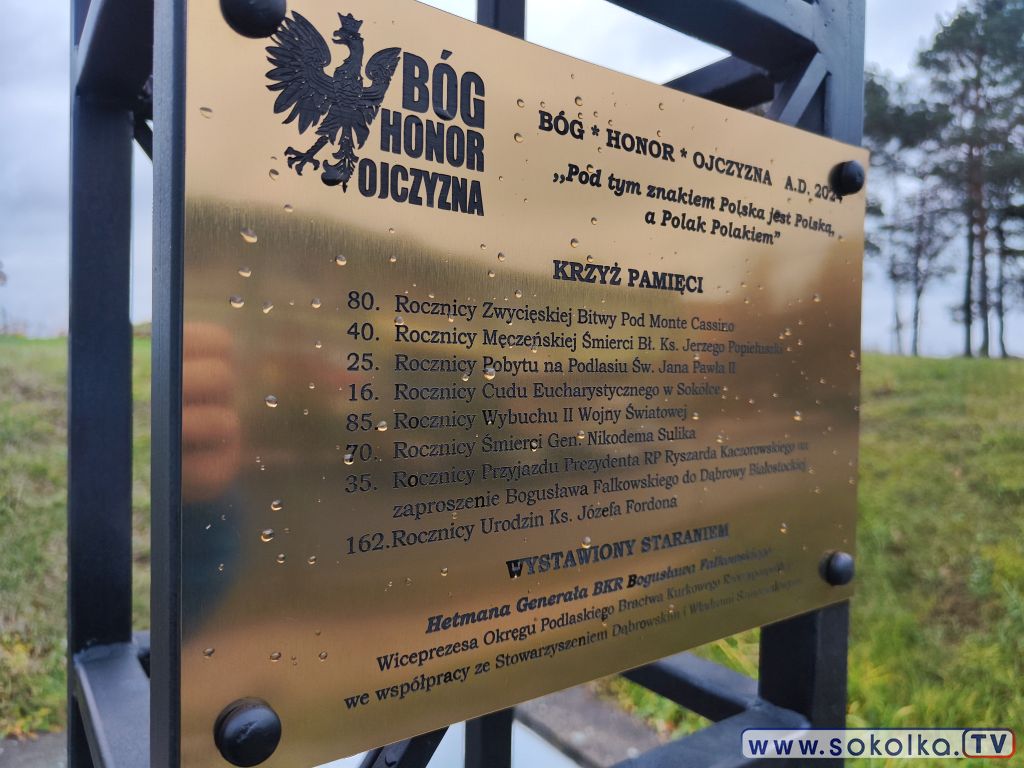 BÓG
HONOR
OJCZYZNA
BÓG * HONOR * OJCZYZNA A.D. 2024
,,Pod tym znakiem Polska jest Polską,
a Polak Polakiem”
KRZYŻ PAMIĘCI
80. Rocznicy Zwycięskiej Bitwy Pod Monte Cassino
40. Rocznicy Męczeńskiej Śmierci Bł. Ks. Jerzego Popiełuszki
25. Rocznicy Pobytu na Podlasiu Św. Jana Pawła II
16. Rocznicy Cudu Eucharystycznego w Sokółce
85. Rocznicy Wybuchu II Wojny Światowej
70. Rocznicy Śmierci Gen. Nikodema Sulika
35. Rocznicy Przyjazdu Prezydenta RP Ryszarda Kaczorowskiego na
zaproszenie Bogusława Falkowskiego do Dąbrowy Białostockiej
162.Rocznicy Urodzin Ks. Józefa Fordona
WYSTAWIONY STARANIEM
Hetmana Generała BKR Bogusława Falkowskiego
Wiceprezesa Okręgu Podlaskiego Bractwa Kurkowego Rzeczypospolitej
we współpracy ze Stowarzyszeniem Dąbrowskim i
www.sokolka.TV